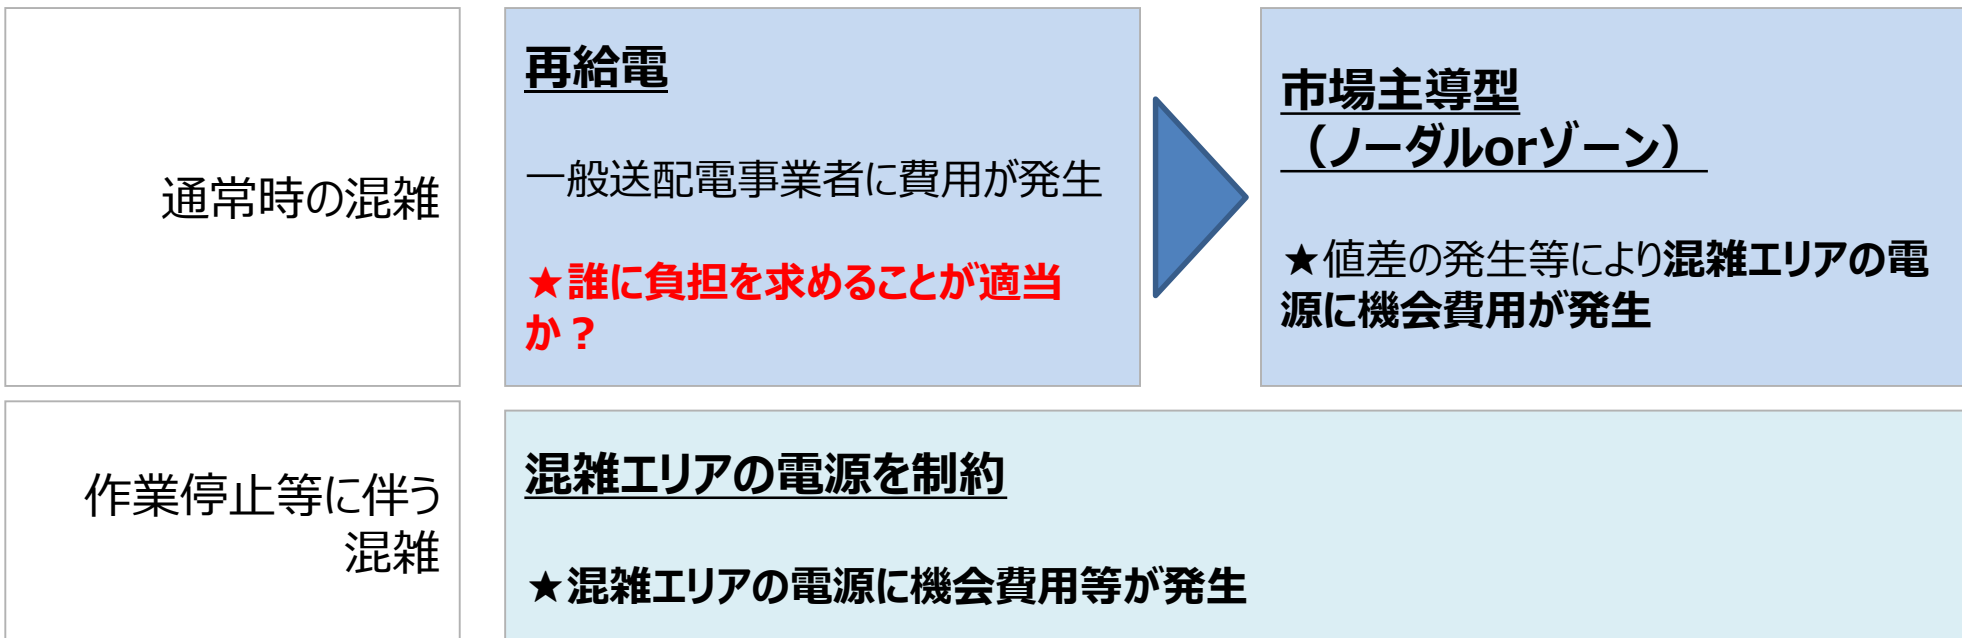 通常時の混雑
再給電
一般送配電事業者に費用が発生
★誰に負担を求めることが適当
か？
市場主導型
（ノーダルorゾーン）
★値差の発生等により混雑エリアの電
源に機会費用が発生
作業停止等に伴う
混雑
混雑エリアの電源を制約
★混雑エリアの電源に機会費用等が発生